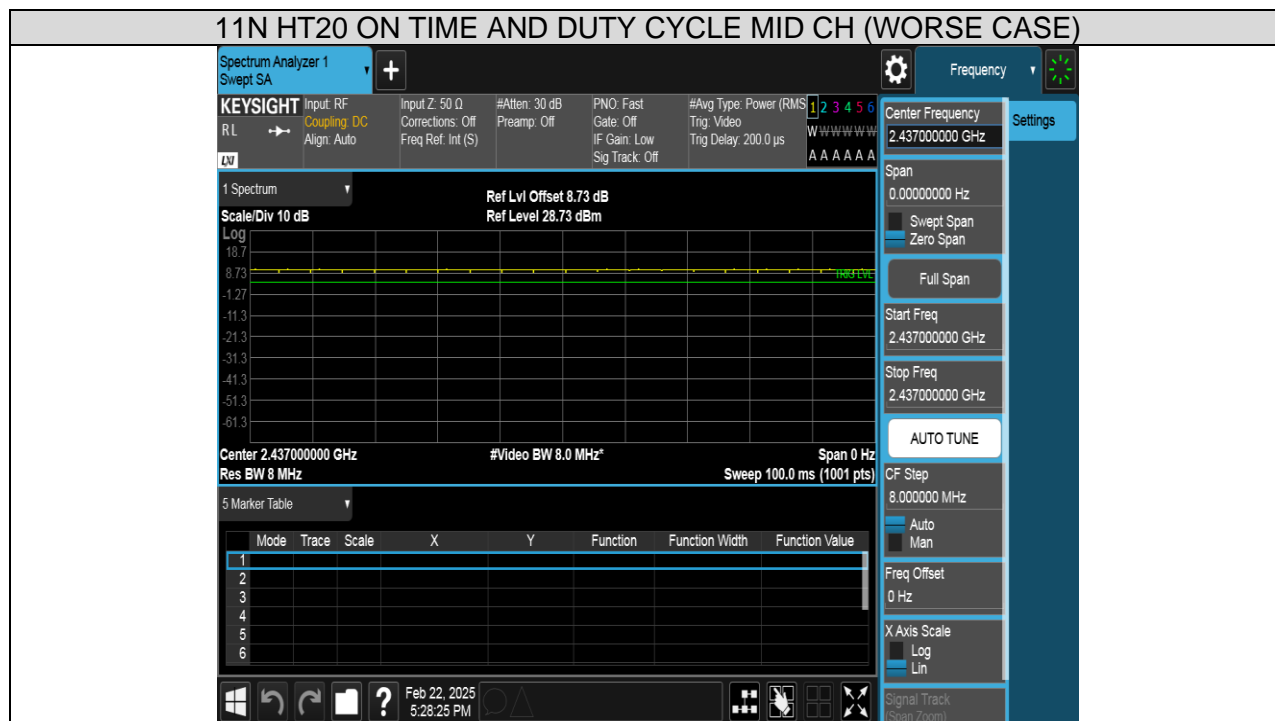 11N HT20 ON TIME AND DUTY CYCLE MID CH (WORSE CASE)
Spectrum Analyzer 1
Swept SA
+
Frequency
KEYSIGHT
RL
LXI
Input: RF
Coupling: DC
Align: Auto
Input Z: 50 Ω
Corrections: Off
Freq Ref: Int (S)
#Atten: 30 dB
Preamp: Off
PNO: Fast
Gate: Off
IF Gain: Low
Sig Track: Off
#Avg Type: Power (RMS
Trig: Video
Trig Delay: 200.0 µs
1 2 3 4 5 6
W W W W W W
A A A A A A
Center Frequency
2.437000000 GHz
Settings
Span
0.00000000 Hz
Swept Span
Zero Span
Full Span
Start Freq
2.437000000 GHz
Stop Freq
2.437000000 GHz
AUTO TUNE
CF Step
8.000000 MHz
Auto
Man
Freq Offset
0 Hz
X Axis Scale
Log
Lin
Signal Track
(Span Zoom)
1 Spectrum
Scale/Div 10 dB
Ref Lvl Offset 8.73 dB
Ref Level 28.73 dBm
Log
18.7
8.73
TRIG LVL
-1.27
-11.3
-21.3
-31.3
-41.3
-51.3
-61.3
Center 2.437000000 GHz
#Video BW 8.0 MHz*
Span 0 Hz
Res BW 8 MHz
Sweep 100.0 ms (1001 pts)
5 Marker Table
Mode Trace Scale X Y Function Function Width Function Value
1
2
3
4
5
6
?
Feb 22, 2025
5:28:25 PM